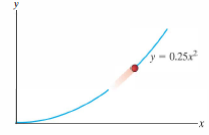 y
y = 0.25x²
x